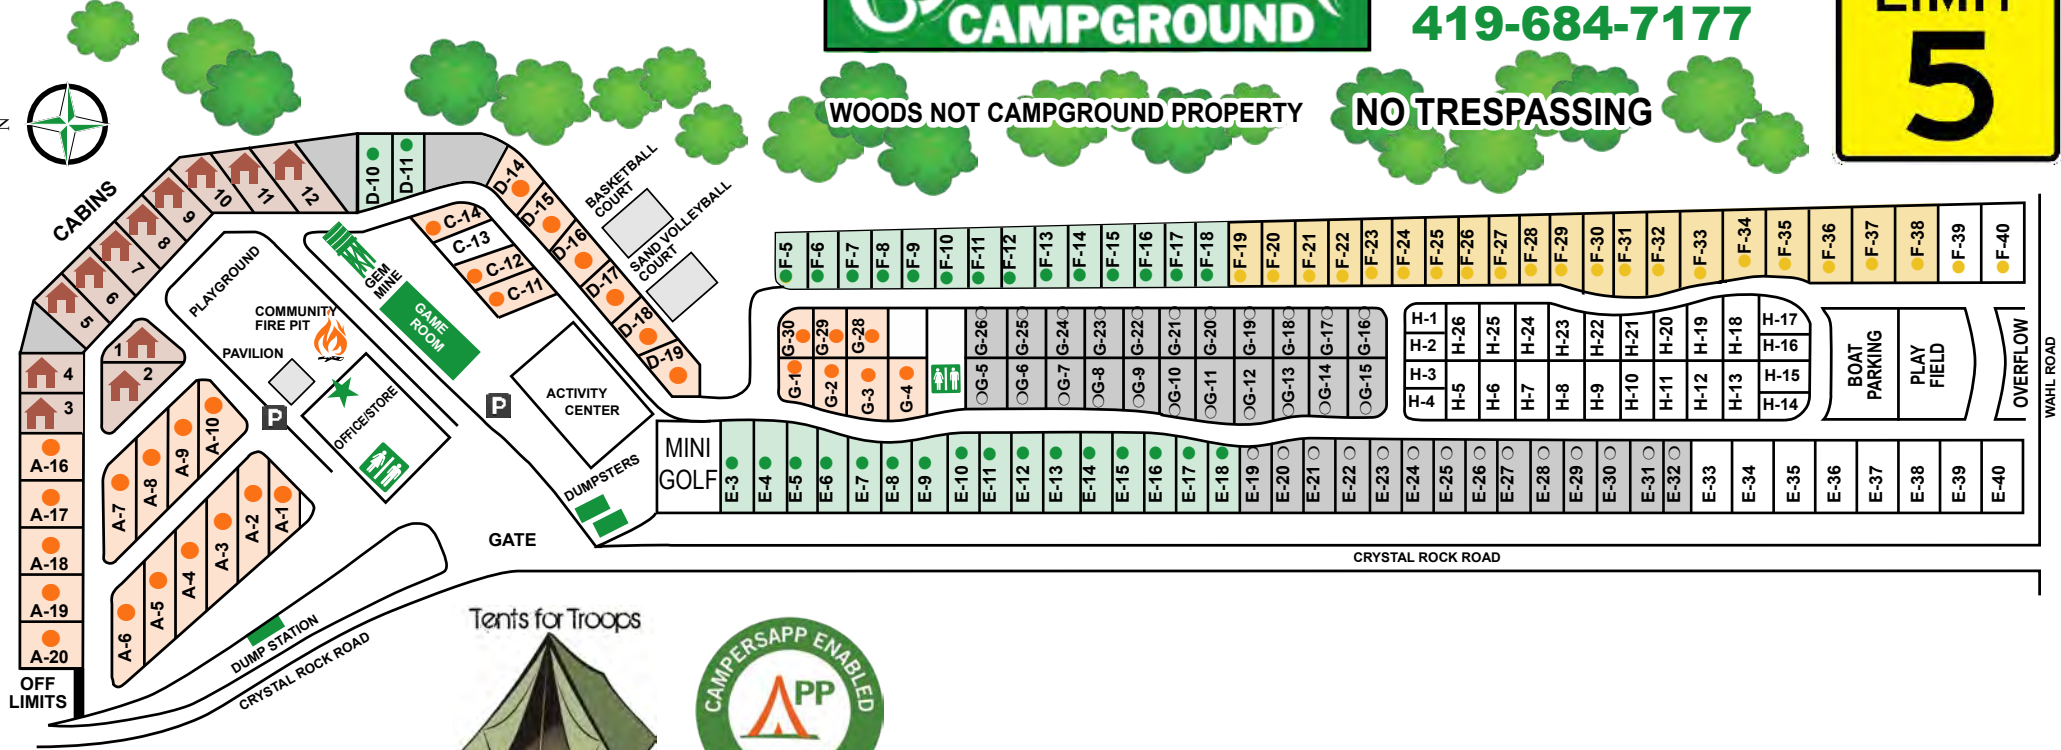 CAMPGROUND
419-684-7177
LIMIT
5
N
WOODS NOT CAMPGROUND PROPERTY
NO TRESPASSING
CABINS
12
11
10
9
8
7
6
5
4
3
1
2
D-10
D-11
D-14
D-15
D-16
D-17
D-18
D-19
C-14
C-13
C-12
C-11
BASKETBALL
COURT
SAND VOLLEYBALL
COURT
PLAYGROUND
GEM
MINE
GAME
ROOM
COMMUNITY
FIRE PIT
PAVILION
P
OFFICE/STORE
P
ACTIVITY
CENTER
DUMPSTERS
GATE
A-16
A-17
A-18
A-19
A-20
OFF
LIMITS
A-10
A-9
A-8
A-7
A-1
A-2
A-3
A-4
A-5
A-6
DUMP STATION
CRYSTAL ROCK ROAD
F-5
F-6
F-7
F-8
F-9
F-10
F-11
F-12
F-13
F-14
F-15
F-16
F-17
F-18
F-19
F-20
F-21
F-22
F-23
F-24
F-25
F-26
F-27
F-28
F-29
F-30
F-31
F-32
F-33
F-34
F-35
F-36
F-37
F-38
F-39
F-40
G-30
G-29
G-28
G-26
G-25
G-24
G-23
G-22
G-21
G-20
G-19
G-18
G-17
G-16
G-1
G-2
G-3
G-4
G-5
G-6
G-7
G-8
G-9
G-10
G-11
G-12
G-13
G-14
G-15
H-1
H-2
H-3
H-4
H-26
H-25
H-24
H-23
H-22
H-21
H-20
H-19
H-18
H-17
H-16
H-15
H-14
H-5
H-6
H-7
H-8
H-9
H-10
H-11
H-12
H-13
BOAT
PARKING
PLAY
FIELD
OVERFLOW
WAHL ROAD
MINI
GOLF
E-3
E-4
E-5
E-6
E-7
E-8
E-9
E-10
E-11
E-12
E-13
E-14
E-15
E-16
E-17
E-18
E-19
E-20
E-21
E-22
E-23
E-24
E-25
E-26
E-27
E-28
E-29
E-30
E-31
E-32
E-33
E-34
E-35
E-36
E-37
E-38
E-39
E-40
CRYSTAL ROCK ROAD
Tents for Troops
CAMPERSAPP ENABLED
APP